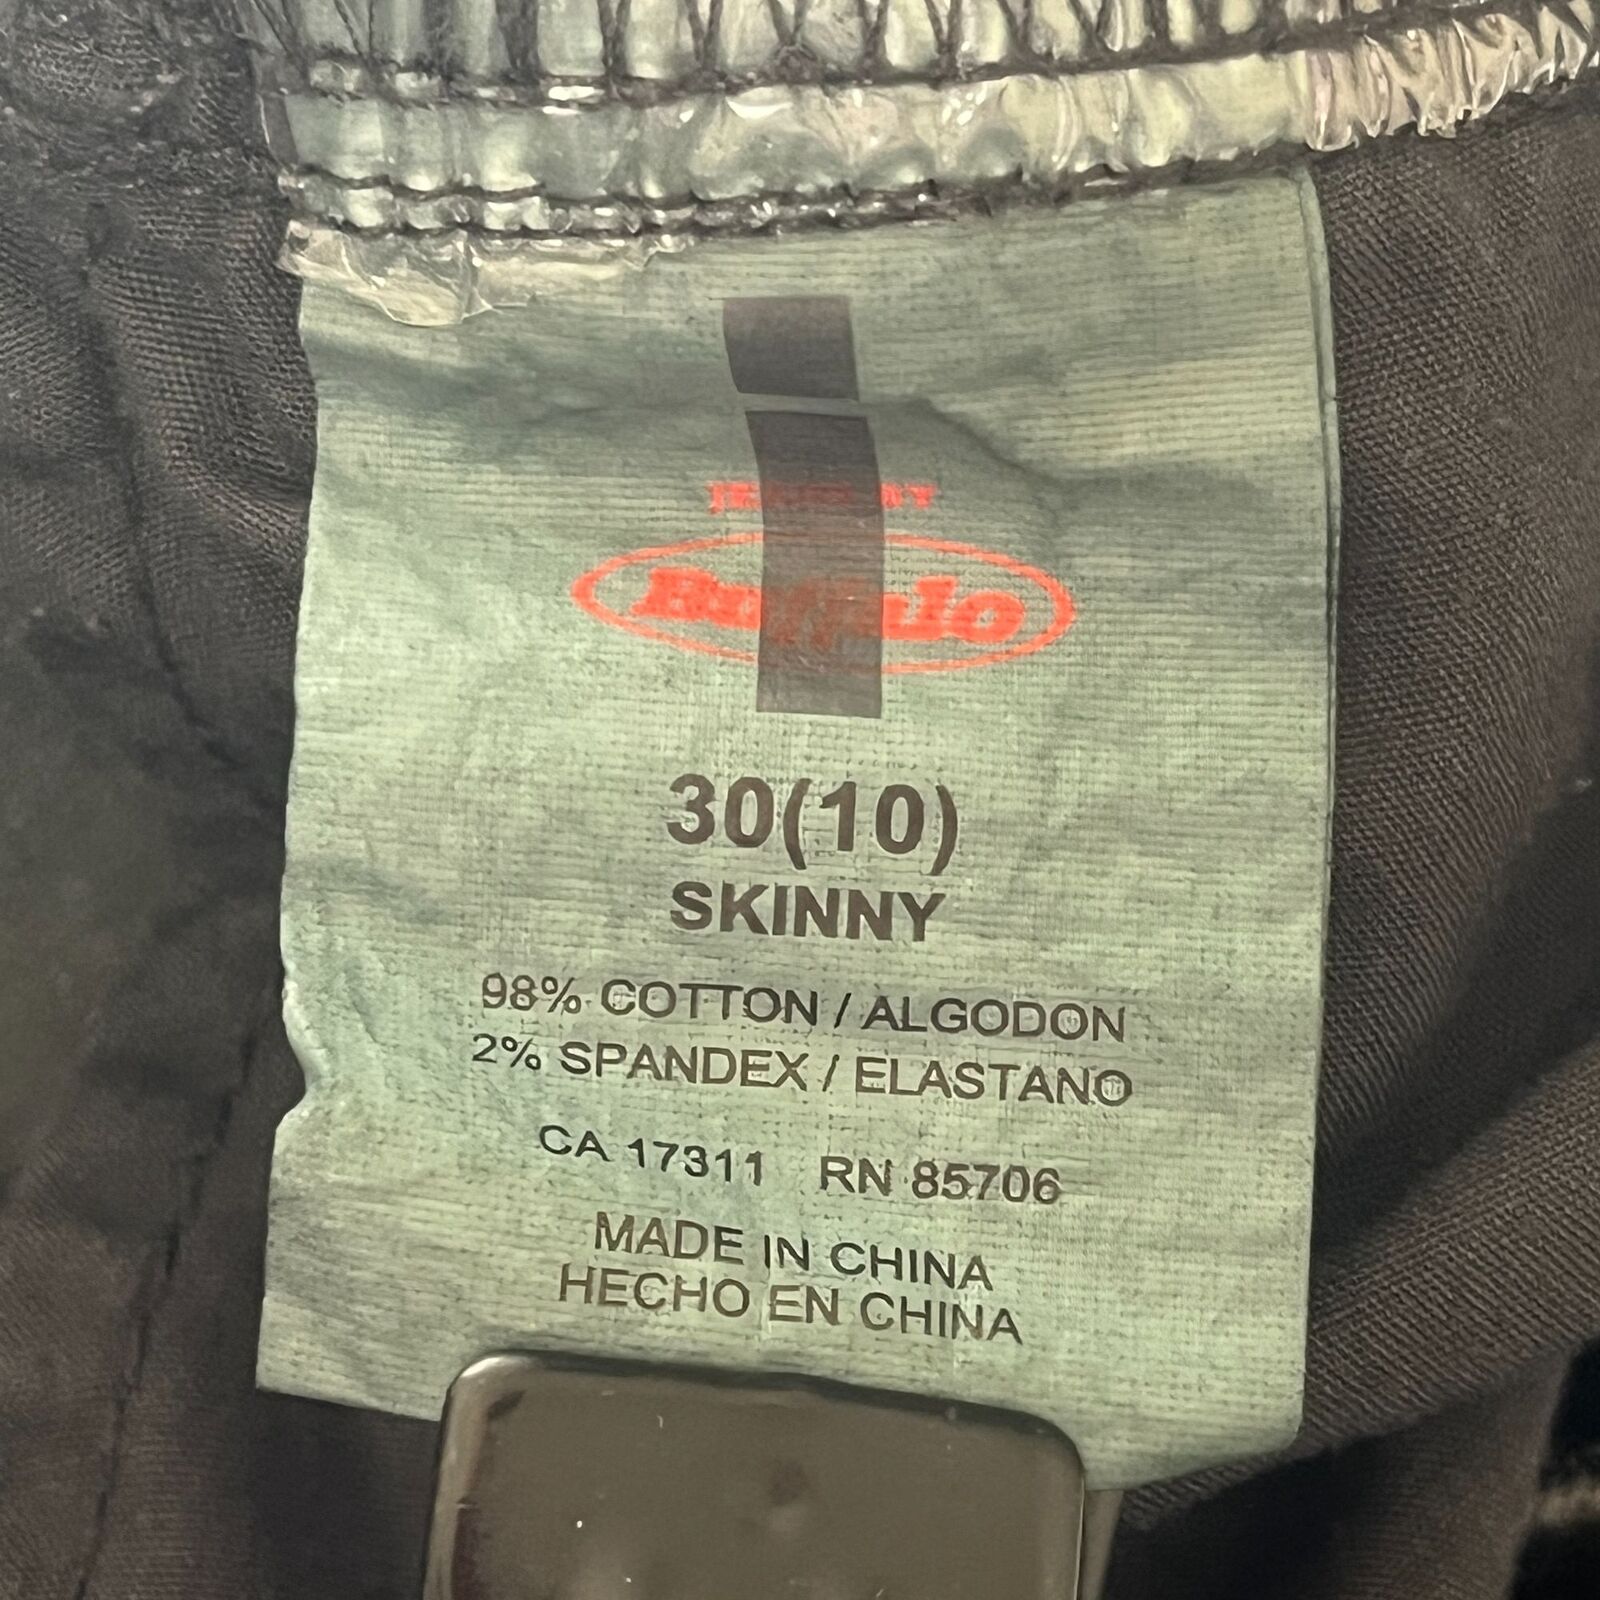 BY
Buffalo
30(10)
SKINNY
98% COTTON / ALGODON
2% SPANDEX / ELASTANO
CA 17311 RN 85706
MADE IN CHINA
HECHO EN CHINA